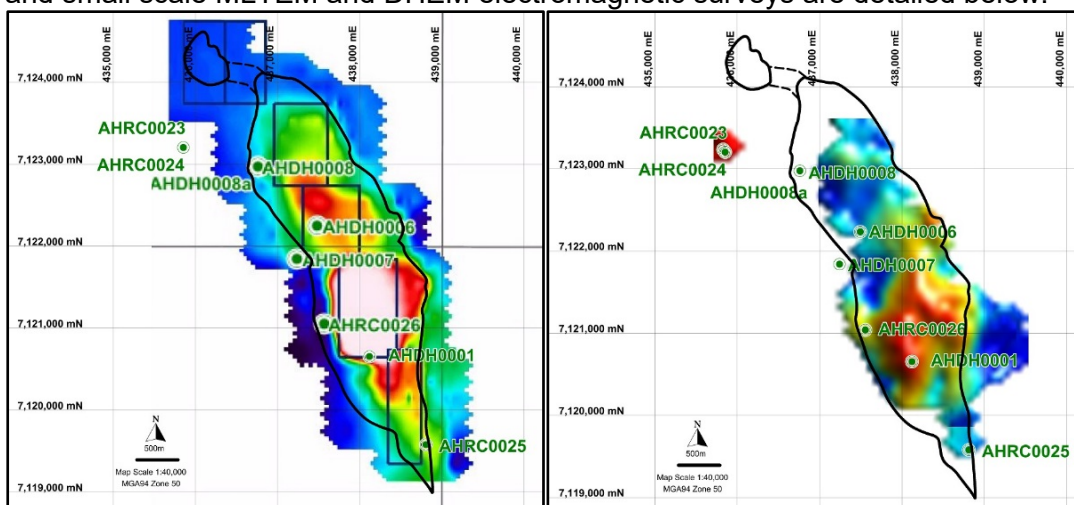 and small scale MLTEM and DHEM electromagnetic surveys are detailed below.
435,000 mE
436,000 mE
437,000 mE
438,000 mE
439,000 mE
440,000 mE
7,124,000 mN
AHRC0023
7,123,000 mN
AHRC0024
AHDH0008
AHDH0008a
AHDH0006
7,122,000 mN
AHDH0007
7,121,000 mN
AHRC0026
AHDH0001
7,120,000 mN
AHRC0025
N
500m
Map Scale 1:40,000
MGA94 Zone 50
7,119,000 mN
435,000 mE
436,000 mE
437,000 mE
438,000 mE
439,000 mE
440,000 mE
7,124,000 mN
AHRC0023
7,123,000 mN
AHRC0024
AHDH0008
AHDH0008a
AHDH0006
7,122,000 mN
AHDH0007
7,121,000 mN
AHRC0026
AHDH0001
7,120,000 mN
AHRC0025
N
500m
Map Scale 1:40,000
MGA94 Zone 50
7,119,000 mN